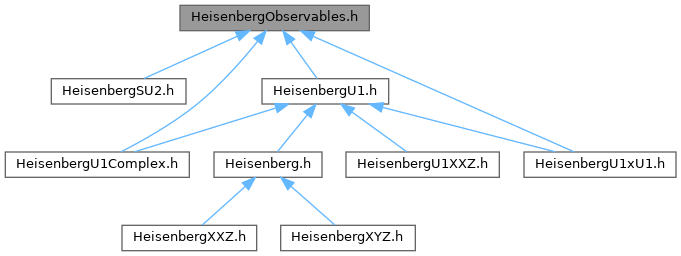 HeisenbergObservables.h
HeisenbergSU2.h
HeisenbergU1.h
HeisenbergU1Complex.h
Heisenberg.h
HeisenbergU1XXZ.h
HeisenbergU1xU1.h
HeisenbergXXZ.h
HeisenbergXYZ.h